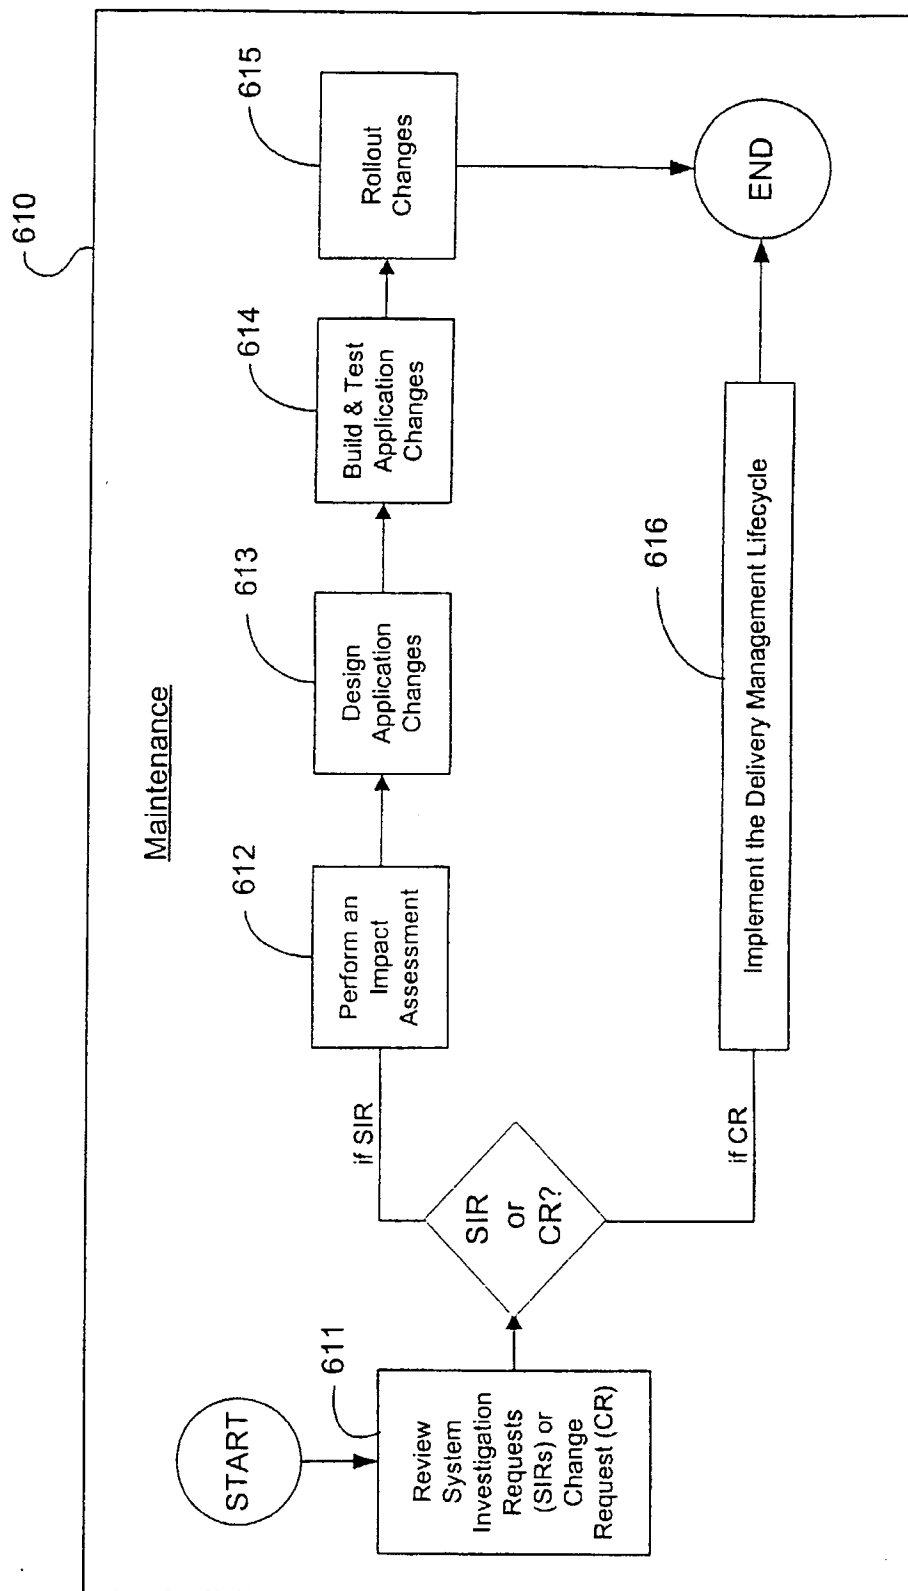 610
Maintenance
START
611
Review
System
Investigation
Requests
(SIRs) or
Change
Request (CR)
SIR
or
CR?
if SIR
612
Perform an
Impact
Assessment
613
Design
Application
Changes
614
Build & Test
Application
Changes
615
Rollout
Changes
if CR
616
Implement the Delivery Management Lifecycle
END